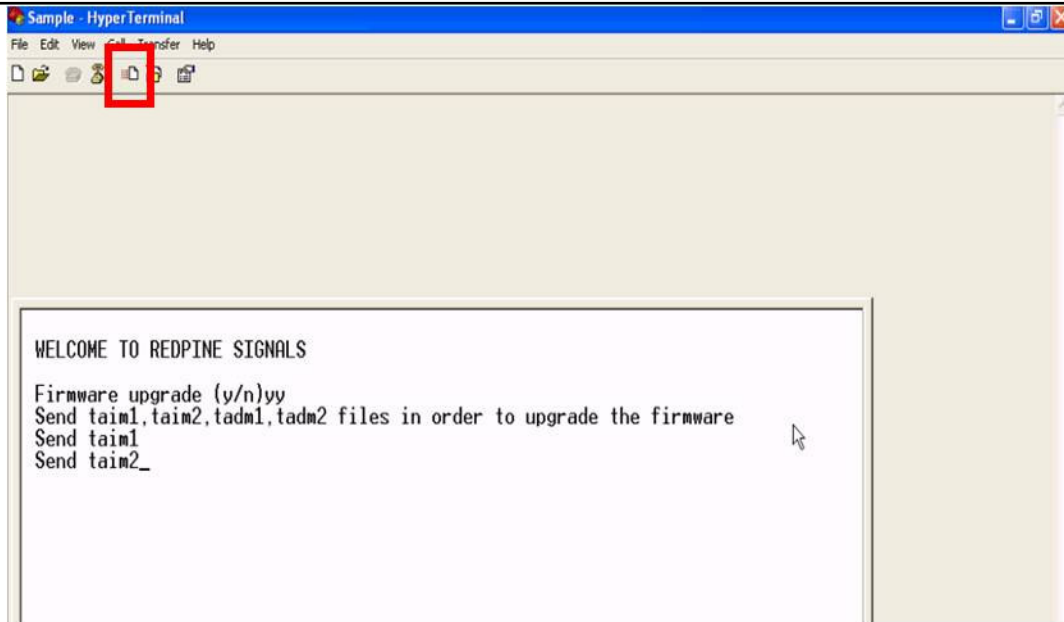 Sample - HyperTerminal
File Edit View Call Transfer Help
WELCOME TO REDPINE SIGNALS
Firmware upgrade (y/n)yy
Send taim1,taim2,tadm1,tadm2 files in order to upgrade the firmware
Send taim1
Send taim2_